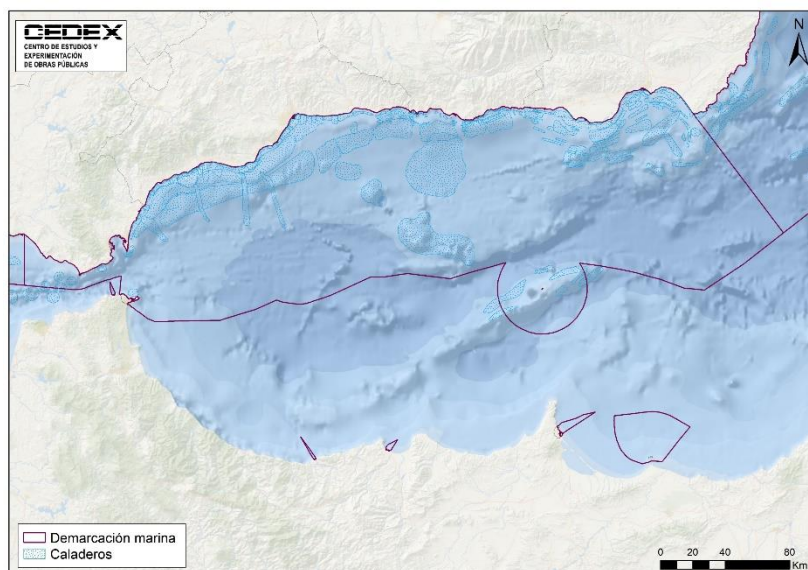 CEDEX
CENTRO DE ESTUDIOS Y
EXPERIMENTACIÓN
DE OBRAS PÚBLICAS
N
Demarcación marina
Caladeros
0 20 40 80
Km